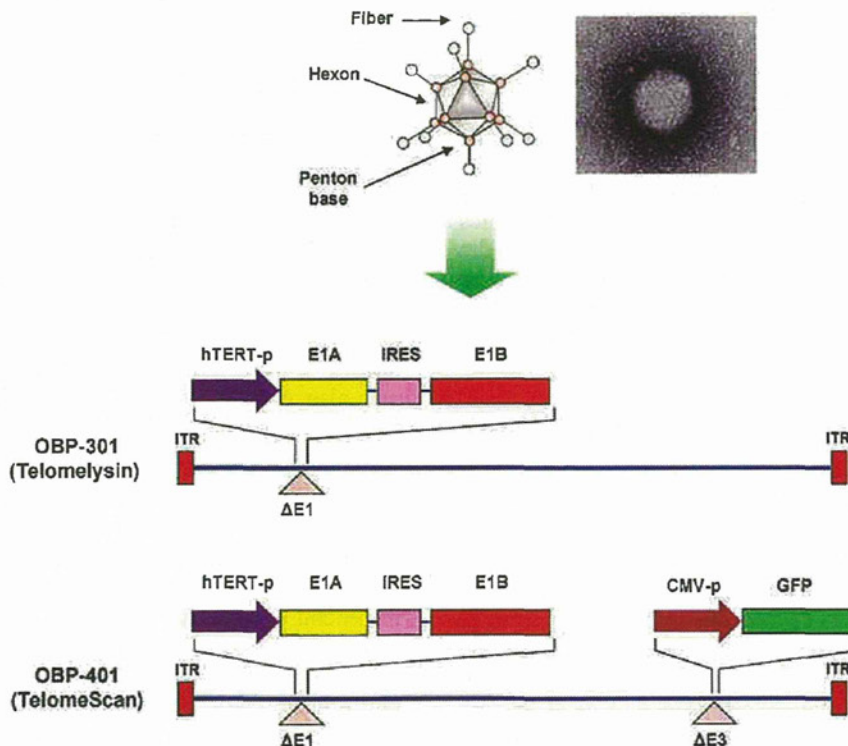 Fiber
Hexon
Penton
base
hTERT-p E1A IRES E1B
OBP-301
(Telomelysin)
ITR ITR
ΔE1
hTERT-p E1A IRES E1B CMV-p GFP
OBP-401
(TelomeScan)
ITR ITR
ΔE1 ΔE3